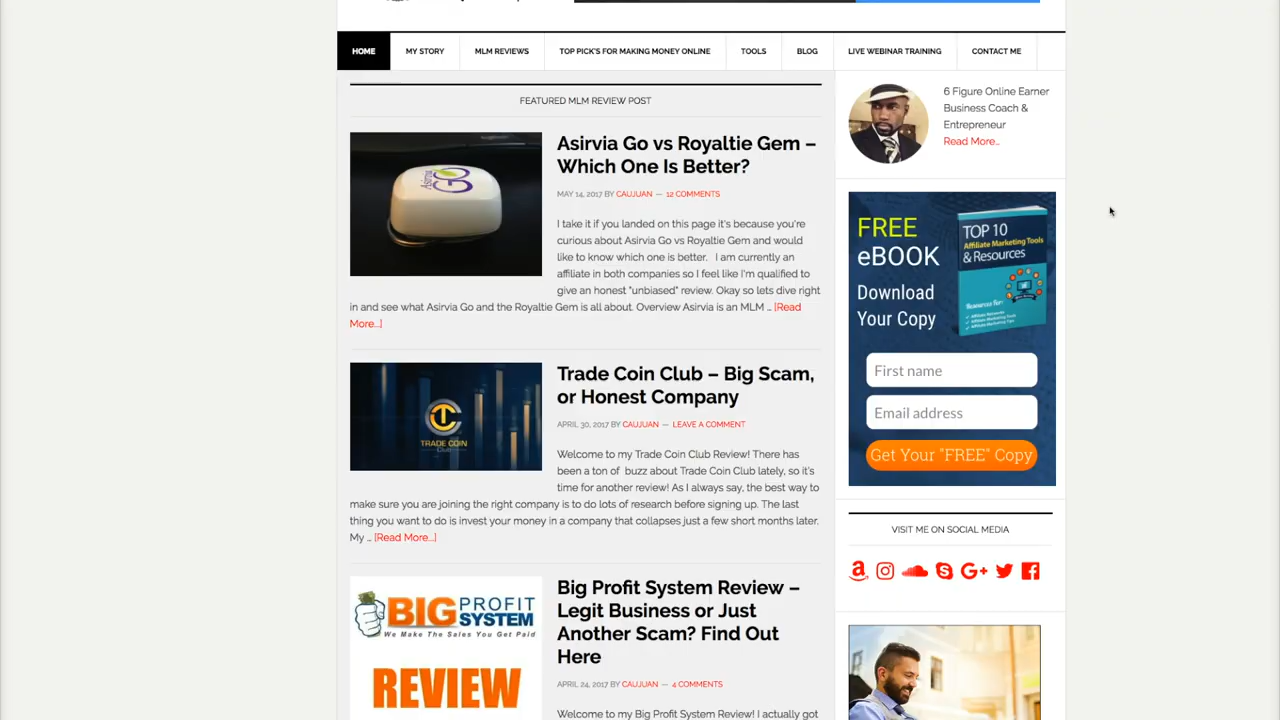 HOME
MY STORY
MLM REVIEWS
TOP PICK'S FOR MAKING MONEY ONLINE
TOOLS
BLOG
LIVE WEBINAR TRAINING
CONTACT ME
FEATURED MLM REVIEW POST
Asirvia GO
Asirvia Go vs Royaltie Gem –
Which One Is Better?
MAY 14, 2017 BY CAUJUAN — 12 COMMENTS
I take it if you landed on this page it's because you're
curious about Asirvia Go vs Royaltie Gem and would
like to know which one is better. I am currently an
affiliate in both companies so I feel like I'm qualified to
give an honest "unbiased" review. Okay so lets dive right
in and see what Asirvia Go and the Royaltie Gem is all about. Overview Asirvia is an MLM ... [Read
More...]
TC
TRADE COIN
Club
Trade Coin Club – Big Scam,
or Honest Company
APRIL 30, 2017 BY CAUJUAN — LEAVE A COMMENT
Welcome to my Trade Coin Club Review! There has
been a ton of buzz about Trade Coin Club lately, so it's
time for another review! As I always say, the best way to
make sure you are joining the right company is to do lots of research before signing up. The last
thing you want to do is invest your money in a company that collapses just a few short months later.
My ... [Read More...]
BIG PROFIT
SYSTEM
We Make The Sales You Get Paid
REVIEW
Big Profit System Review –
Legit Business or Just
Another Scam? Find Out
Here
APRIL 24, 2017 BY CAUJUAN — 4 COMMENTS
Welcome to my Big Profit System Review! I actually got
6 Figure Online Earner
Business Coach &
Entrepreneur
Read More...
FREE
eBOOK
Download
Your Copy
TOP 10
Affiliate Marketing Tools
& Resources
Resources For:
First name
Email address
Get Your "FREE" Copy
VISIT ME ON SOCIAL MEDIA